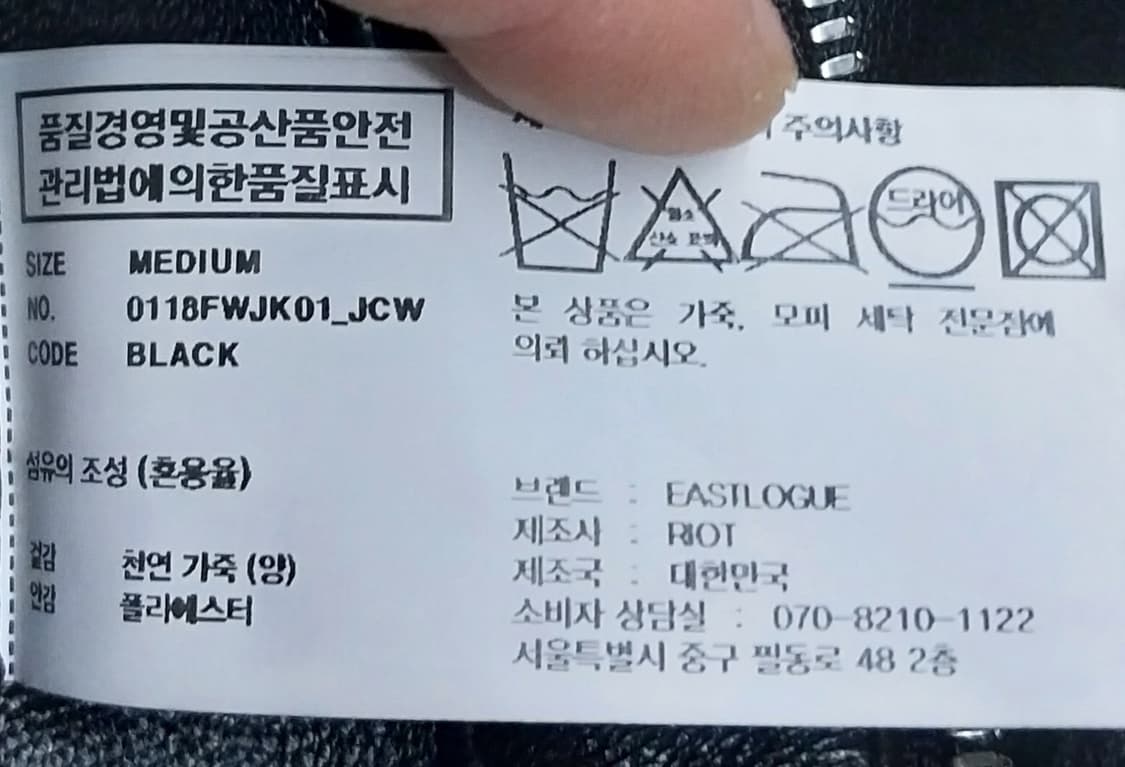 품질경영및공산품안전
관리법에의한품질표시
SIZE MEDIUM
NO. 0118FWJK01_JCW
CODE BLACK
섬유의 조성 (혼용율)
겉감 천연 가죽 (양)
안감 폴리에스터
주의사항
염소
산소 표백
드라이
본 상품은 가죽, 모피 세탁 전문점에
의뢰 하십시오.
브렌드 : EASTLOGUE
제조사 : RIOT
제조국 : 대한민국
소비자 상담실 : 070-8210-1122
서울특별시 중구 필동로 48 2층